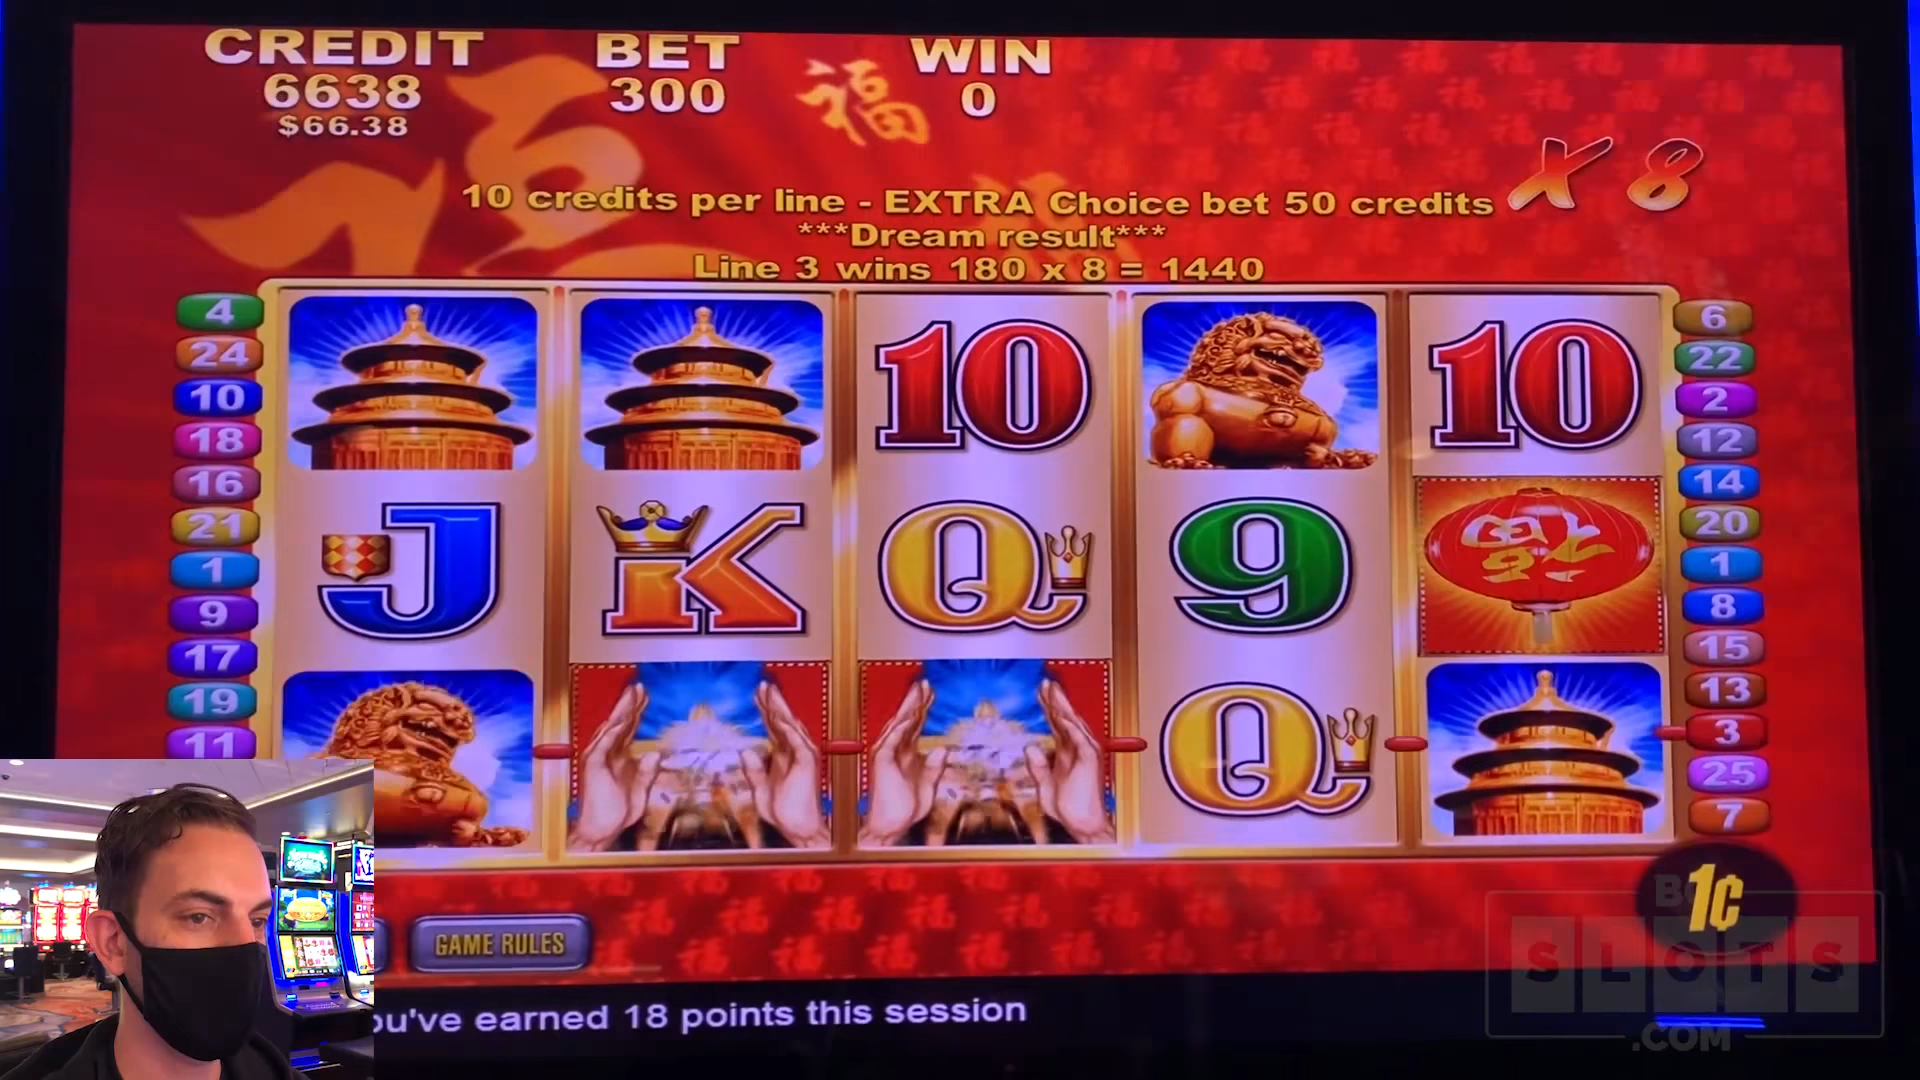 CREDIT BET WIN
6638 300 福 0
$66.38
X 8
10 credits per line - EXTRA Choice bet 50 credits
***Dream result***
Line 3 wins 180 x 8 = 1440
4 6
24 22
10 10 10 2
18 12
16 14
21 20
J K Q 9 福 1 1
9 8
17 15
19 13
11 Q 3
25
7
1¢
GAME RULES
SLOTS
.COM
ou've earned 18 points this session